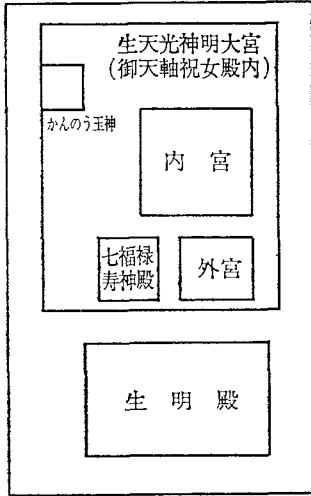 生天光神明大宮
(御天軸祝女殿内)
かんのう玉神
内宮
七福禄
寿神殿
外宮
生明殿